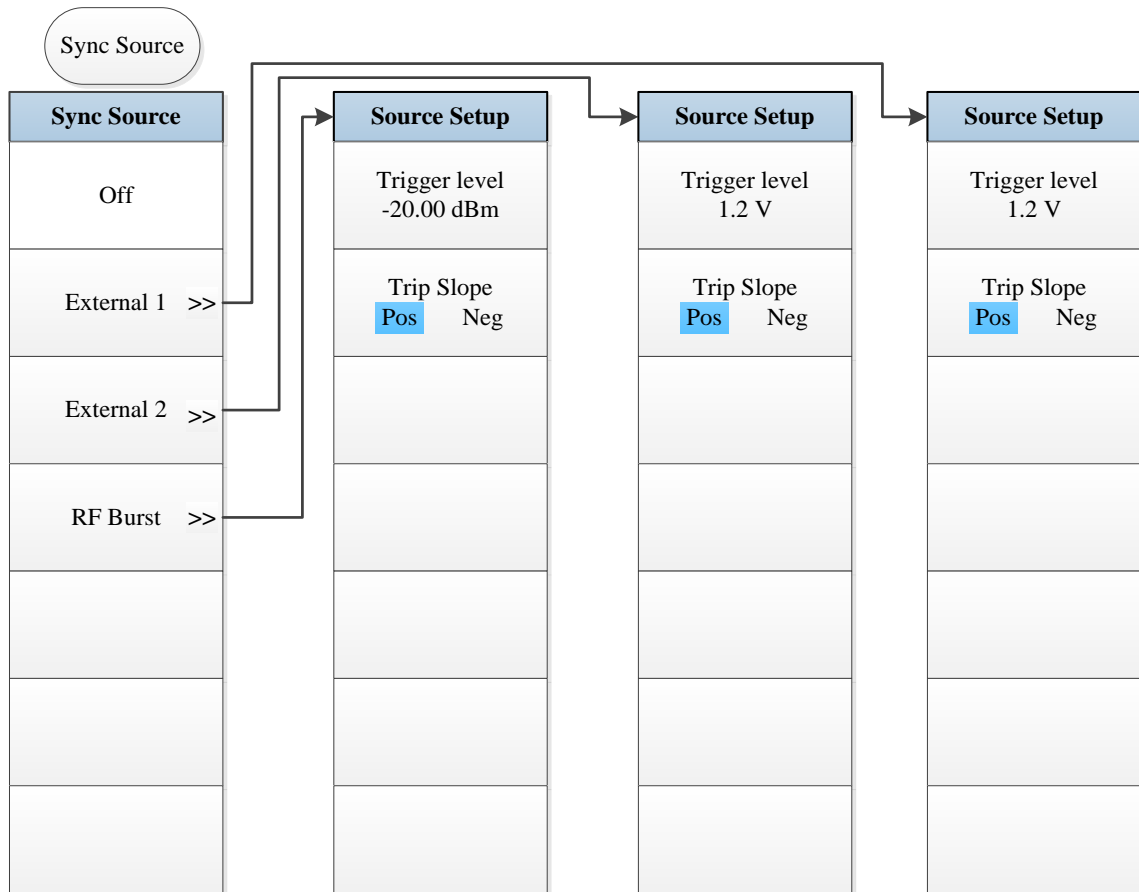 Sync Source
Sync Source
Off
External 1 >>
External 2 >>
RF Burst >>
Source Setup
Trigger level
-20.00 dBm
Trip Slope
Pos Neg
Source Setup
Trigger level
1.2 V
Trip Slope
Pos Neg
Source Setup
Trigger level
1.2 V
Trip Slope
Pos Neg